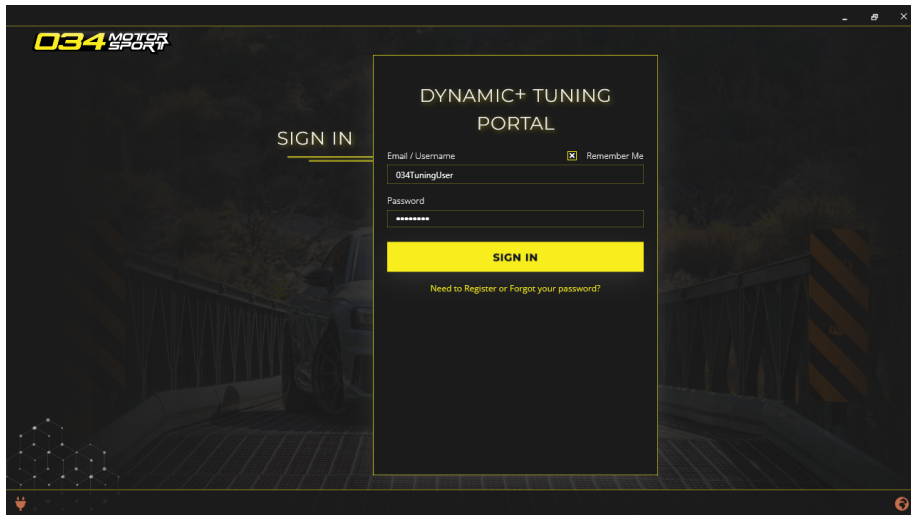 034 MOTOR
SPORT
DYNAMIC+ TUNING
PORTAL
SIGN IN
Email / Username
Remember Me
034TuningUser
Password
••••••••
SIGN IN
Need to Register or Forgot your password?